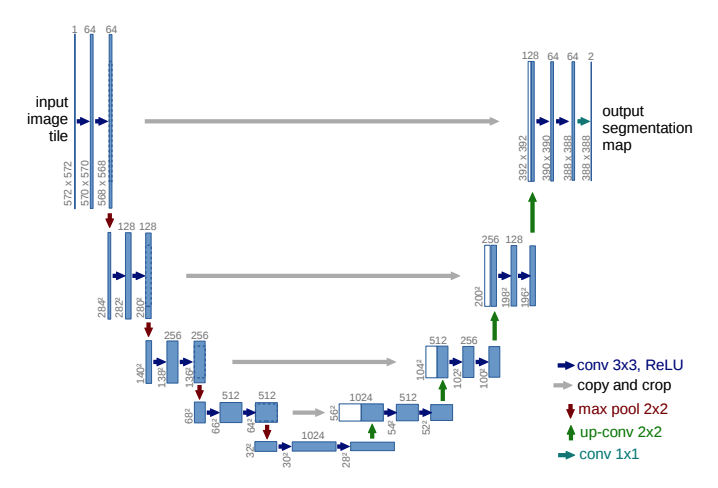 1 64 64
128 64 64 2
input
image
tile
output
segmentation
map
572 x 572
570 x 570
568 x 568
392 x 392
390 x 390
388 x 388
388 x 388
128 128
256 128
284²
282²
280²
200²
198²
196²
256 256
512 256
140²
138²
136²
104²
102²
100²
512 512
1024 512
68²
66²
64²
56²
54²
52²
1024
32²
30²
28²
conv 3x3, ReLU
copy and crop
max pool 2x2
up-conv 2x2
conv 1x1